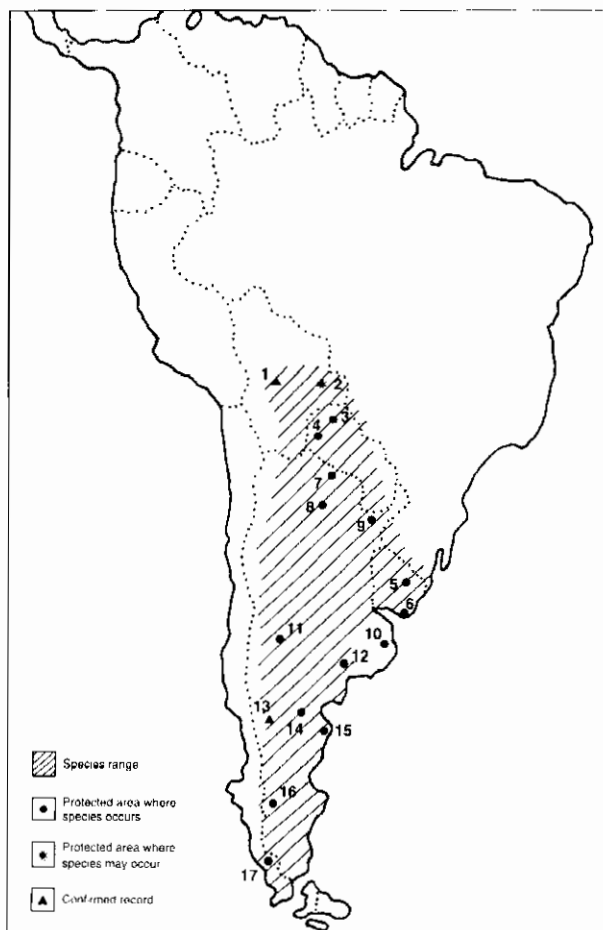 1
2
3
4
7
8
9
5
6
10
11
12
13
14
15
16
17
Species range
Protected area where
species occurs
Protected area where
species may occur
Confirmed record